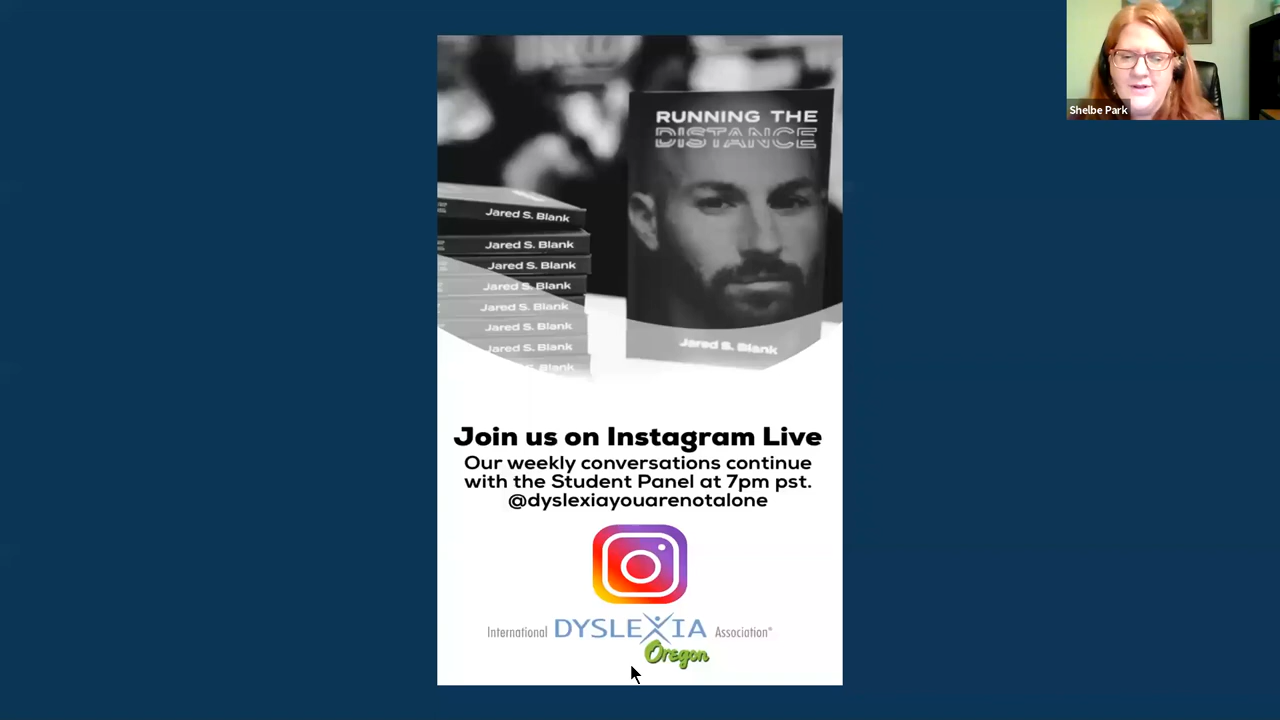 Shelbe Park
RUNNING THE
DISTANCE
Jared S. Blank
Jared S. Blank
Jared S. Blank
Jared S. Blank
Jared S. Blank
Jared S. Blank
Jared S. Blank
Blank
Jared S. Blank
Join us on Instagram Live
Our weekly conversations continue
with the Student Panel at 7pm pst.
@dyslexiayouarenotalone
International DYSLEXIA Association®
Oregon